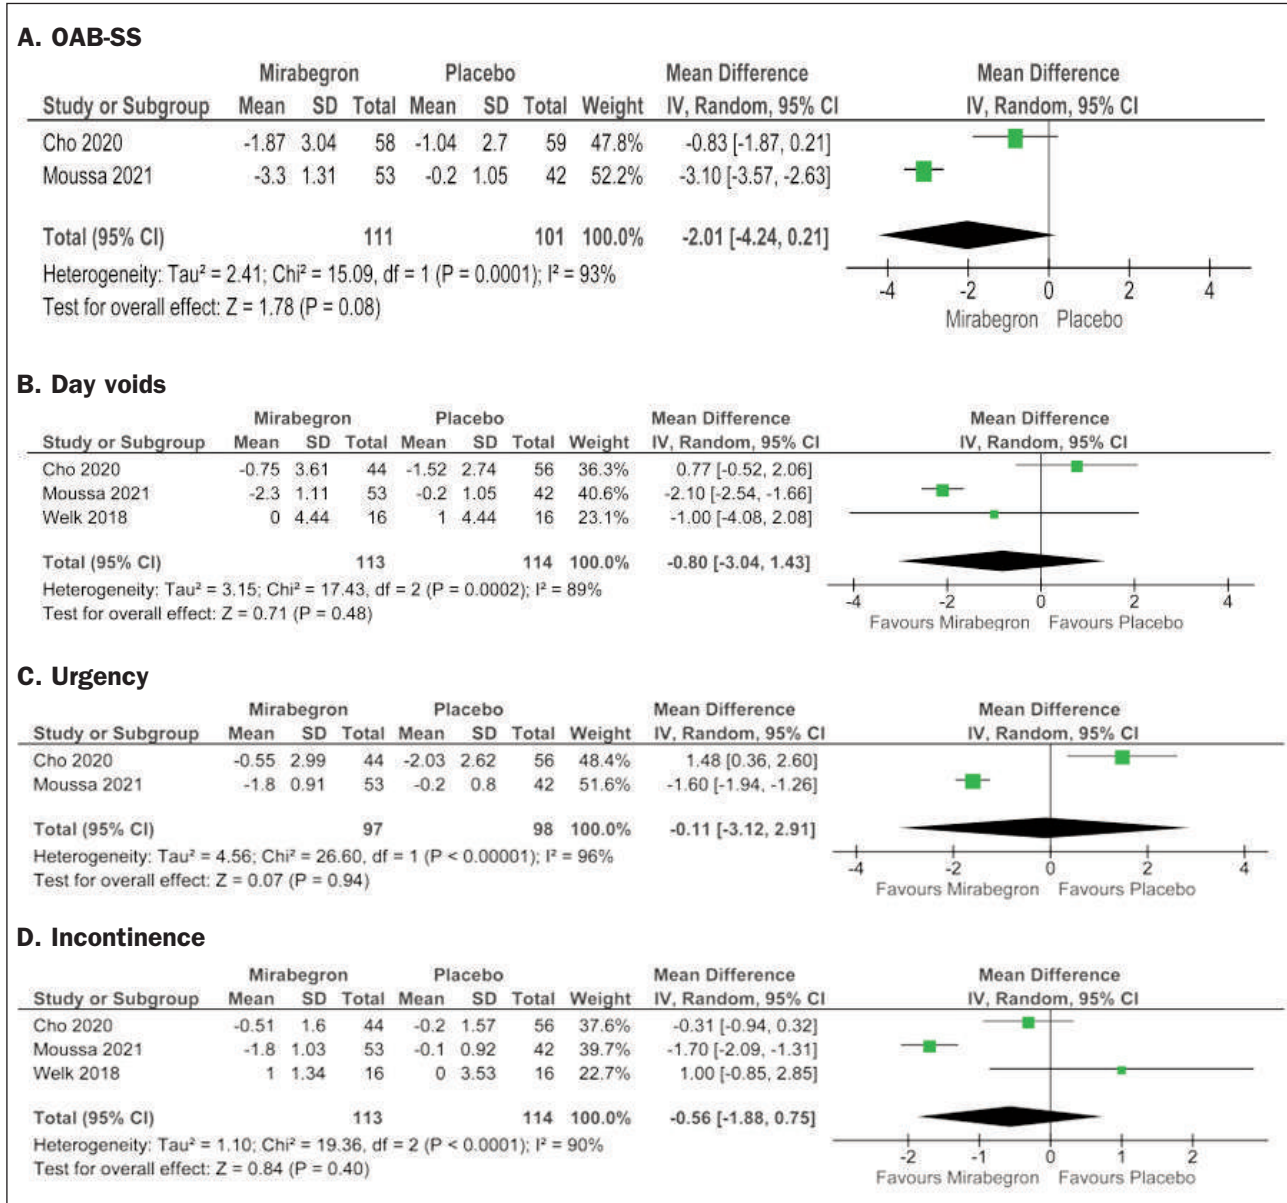 A. OAB-SS
Mirabegron Placebo Mean Difference Mean Difference
Study or Subgroup Mean SD Total Mean SD Total Weight IV, Random, 95% CI IV, Random, 95% CI
Cho 2020 -1.87 3.04 58 -1.04 2.7 59 47.8% -0.83 [-1.87, 0.21]
Moussa 2021 -3.3 1.31 53 -0.2 1.05 42 52.2% -3.10 [-3.57, -2.63]
Total (95% CI) 111 101 100.0% -2.01 [-4.24, 0.21]
Heterogeneity: Tau² = 2.41; Chi² = 15.09, df = 1 (P = 0.0001); I² = 93%
Test for overall effect: Z = 1.78 (P = 0.08)
-4 -2 0 2 4
Mirabegron Placebo
B. Day voids
Mirabegron Placebo Mean Difference Mean Difference
Study or Subgroup Mean SD Total Mean SD Total Weight IV, Random, 95% CI IV, Random, 95% CI
Cho 2020 -0.75 3.61 44 -1.52 2.74 56 36.3% 0.77 [-0.52, 2.06]
Moussa 2021 -2.3 1.11 53 -0.2 1.05 42 40.6% -2.10 [-2.54, -1.66]
Welk 2018 0 4.44 16 1 4.44 16 23.1% -1.00 [-4.08, 2.08]
Total (95% CI) 113 114 100.0% -0.80 [-3.04, 1.43]
Heterogeneity: Tau² = 3.15; Chi² = 17.43, df = 2 (P = 0.0002); I² = 89%
Test for overall effect: Z = 0.71 (P = 0.48)
-4 -2 0 2 4
Favours Mirabegron Favours Placebo
C. Urgency
Mirabegron Placebo Mean Difference Mean Difference
Study or Subgroup Mean SD Total Mean SD Total Weight IV, Random, 95% CI IV, Random, 95% CI
Cho 2020 -0.55 2.99 44 -2.03 2.62 56 48.4% 1.48 [0.36, 2.60]
Moussa 2021 -1.8 0.91 53 -0.2 0.8 42 51.6% -1.60 [-1.94, -1.26]
Total (95% CI) 97 98 100.0% -0.11 [-3.12, 2.91]
Heterogeneity: Tau² = 4.56; Chi² = 26.60, df = 1 (P < 0.00001); I² = 96%
Test for overall effect: Z = 0.07 (P = 0.94)
-4 -2 0 2 4
Favours Mirabegron Favours Placebo
D. Incontinence
Mirabegron Placebo Mean Difference Mean Difference
Study or Subgroup Mean SD Total Mean SD Total Weight IV, Random, 95% CI IV, Random, 95% CI
Cho 2020 -0.51 1.6 44 -0.2 1.57 56 37.6% -0.31 [-0.94, 0.32]
Moussa 2021 -1.8 1.03 53 -0.1 0.92 42 39.7% -1.70 [-2.09, -1.31]
Welk 2018 1 1.34 16 0 3.53 16 22.7% 1.00 [-0.85, 2.85]
Total (95% CI) 113 114 100.0% -0.56 [-1.88, 0.75]
Heterogeneity: Tau² = 1.10; Chi² = 19.36, df = 2 (P < 0.0001); I² = 90%
Test for overall effect: Z = 0.84 (P = 0.40)
-2 -1 0 1 2
Favours Mirabegron Favours Placebo